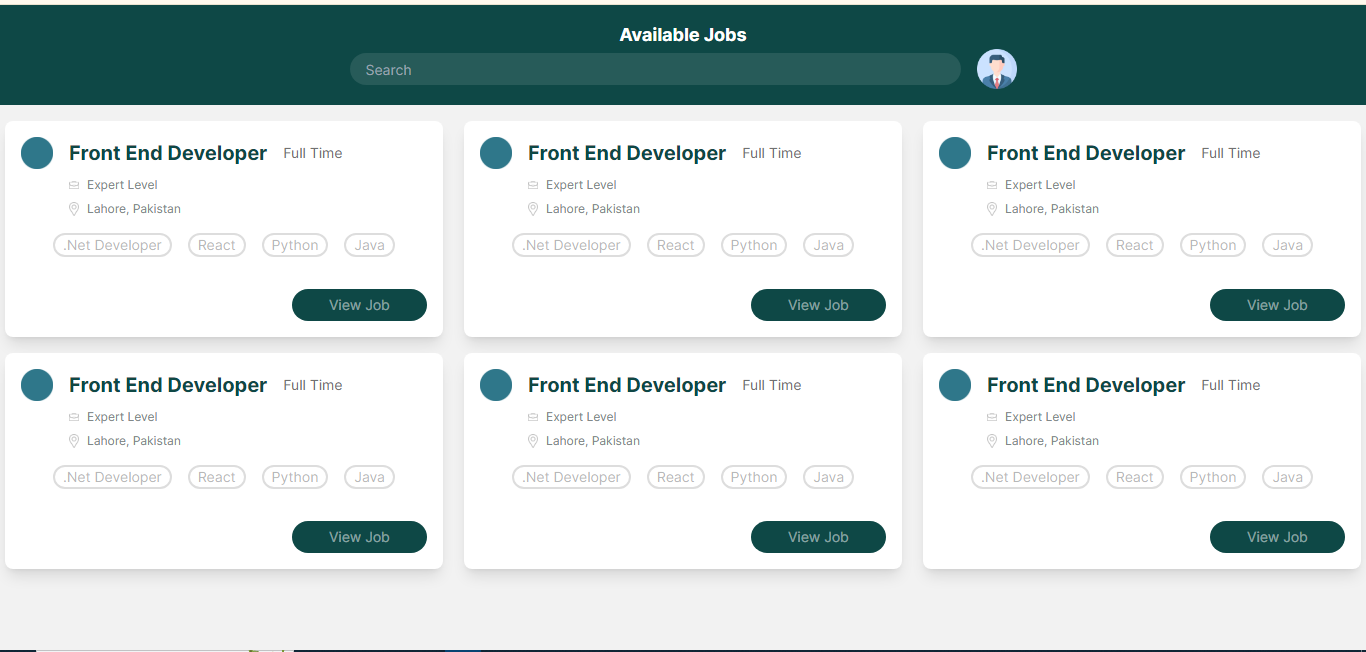 Available Jobs
Search
Front End Developer Full Time
Expert Level
Lahore, Pakistan
.Net Developer React Python Java
View Job
Front End Developer Full Time
Expert Level
Lahore, Pakistan
.Net Developer React Python Java
View Job
Front End Developer Full Time
Expert Level
Lahore, Pakistan
.Net Developer React Python Java
View Job
Front End Developer Full Time
Expert Level
Lahore, Pakistan
.Net Developer React Python Java
View Job
Front End Developer Full Time
Expert Level
Lahore, Pakistan
.Net Developer React Python Java
View Job
Front End Developer Full Time
Expert Level
Lahore, Pakistan
.Net Developer React Python Java
View Job